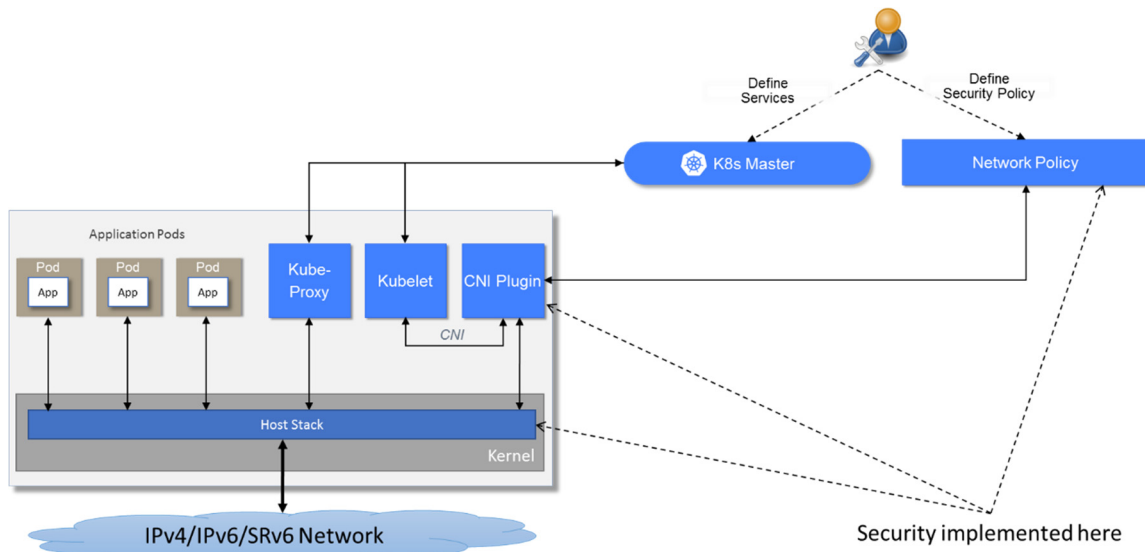 Define
Services
Define
Security Policy
K8s Master
Network Policy
Application Pods
Pod
App
Pod
App
Pod
App
Kube-
Proxy
Kubelet
CNI Plugin
CNI
Host Stack
Kernel
IPv4/IPv6/SRv6 Network
Security implemented here